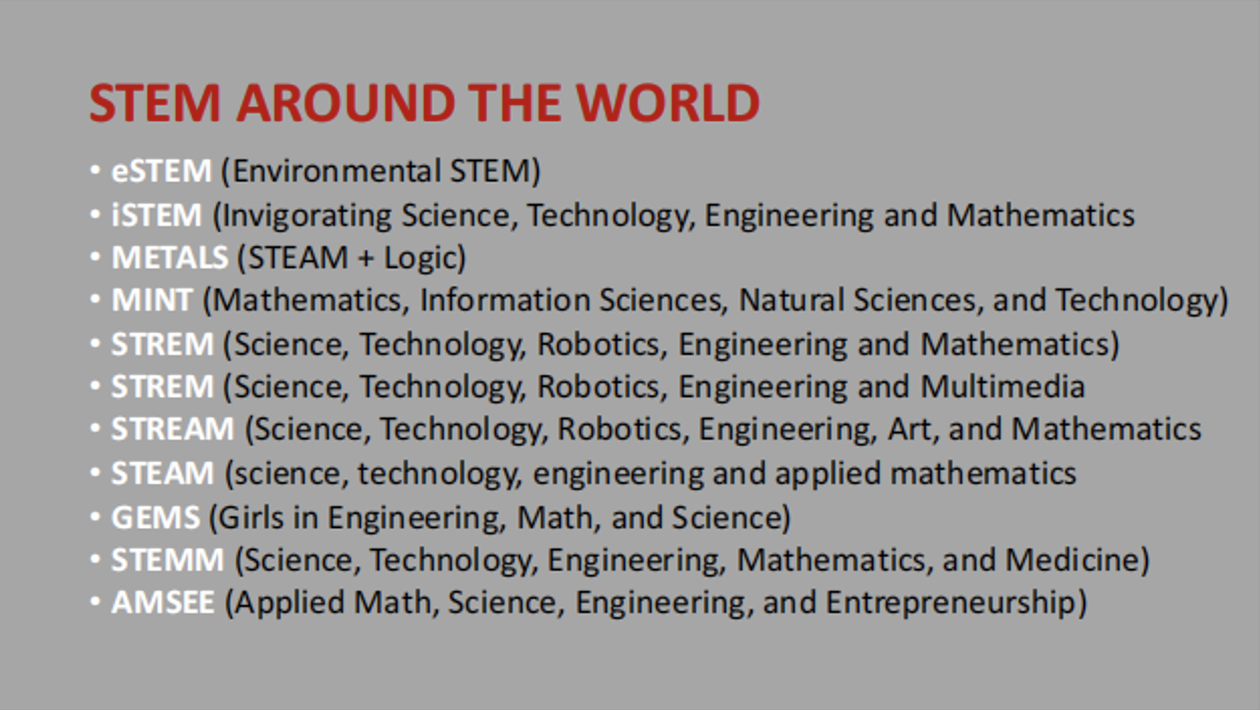 STEM AROUND THE WORLD
• eSTEM (Environmental STEM)
• iSTEM (Invigorating Science, Technology, Engineering and Mathematics
• METALS (STEAM + Logic)
• MINT (Mathematics, Information Sciences, Natural Sciences, and Technology)
• STREM (Science, Technology, Robotics, Engineering and Mathematics)
• STREM (Science, Technology, Robotics, Engineering and Multimedia
• STREAM (Science, Technology, Robotics, Engineering, Art, and Mathematics
• STEAM (science, technology, engineering and applied mathematics
• GEMS (Girls in Engineering, Math, and Science)
• STEMM (Science, Technology, Engineering, Mathematics, and Medicine)
• AMSEE (Applied Math, Science, Engineering, and Entrepreneurship)